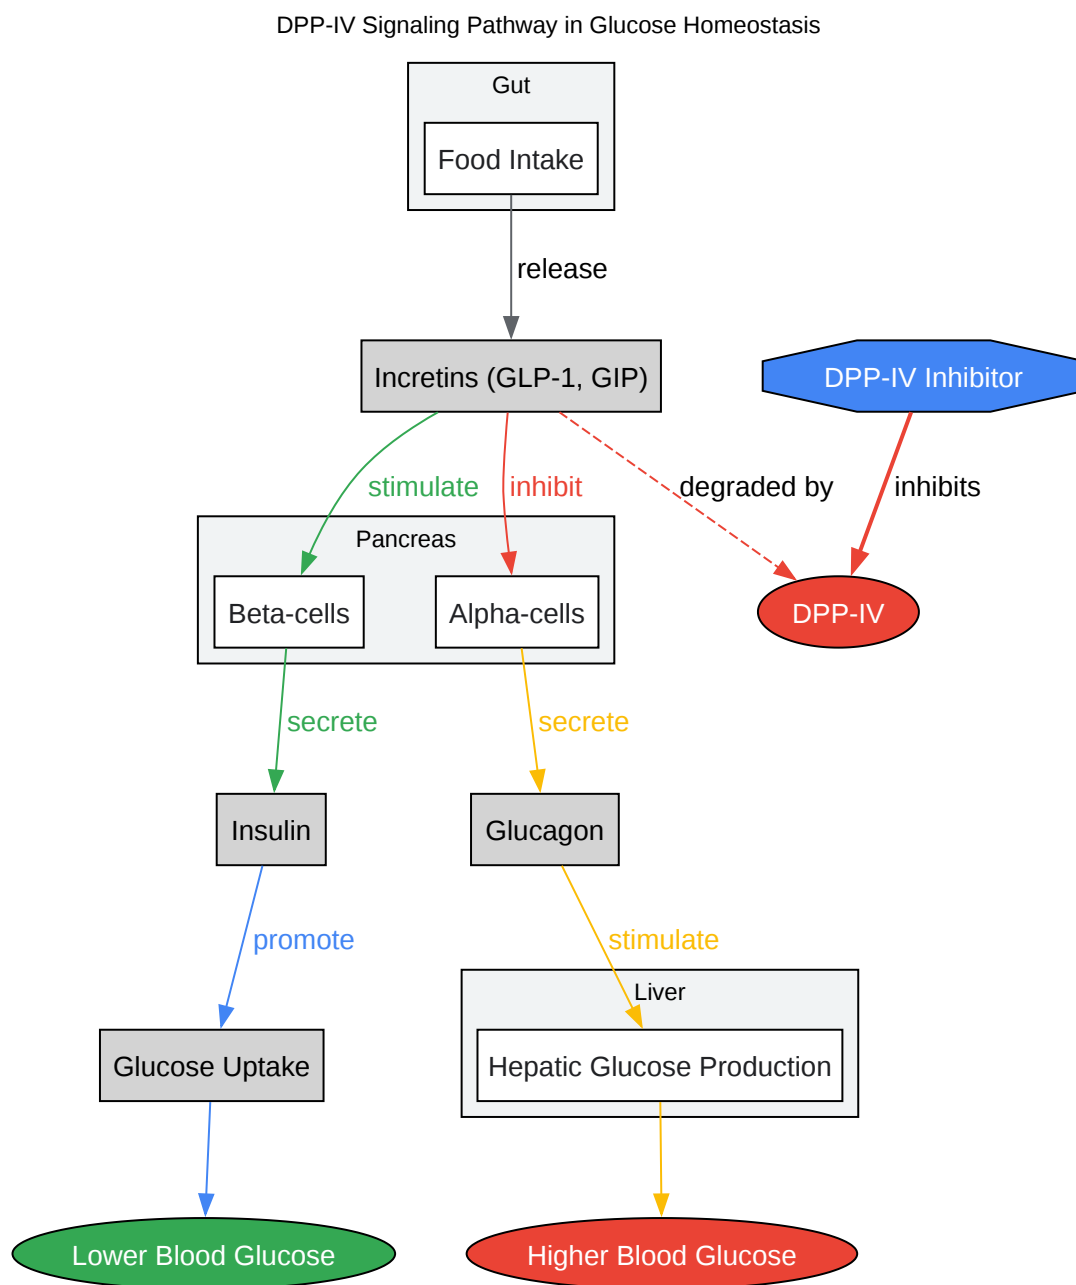 DPP-IV Signaling Pathway in Glucose Homeostasis
Gut
Food Intake
release
Incretins (GLP-1, GIP)
DPP-IV Inhibitor
stimulate
inhibit
degraded by
inhibits
Pancreas
Beta-cells
Alpha-cells
DPP-IV
secrete
secrete
Insulin
Glucagon
promote
stimulate
Liver
Glucose Uptake
Hepatic Glucose Production
Lower Blood Glucose
Higher Blood Glucose